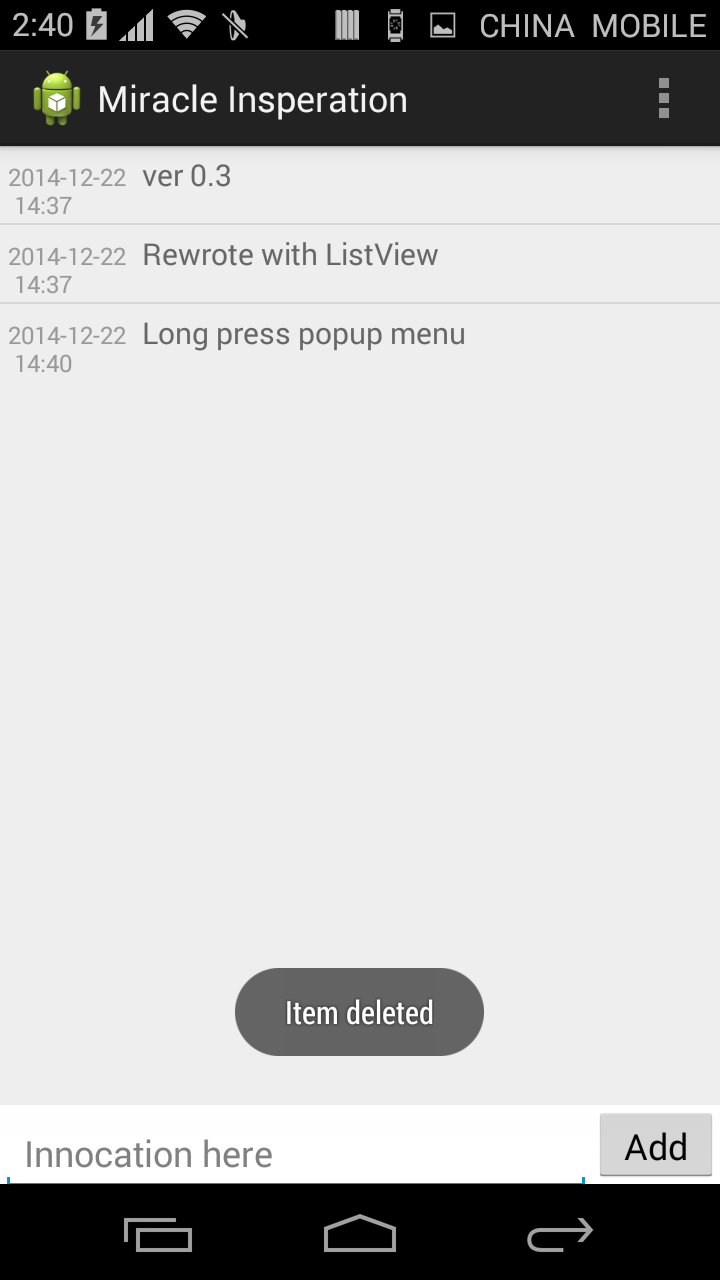 2:40 CHINA MOBILE
Miracle Insperation
2014-12-22 ver 0.3
14:37
2014-12-22 Rewrote with ListView
14:37
2014-12-22 Long press popup menu
14:40
Item deleted
Innocation here Add